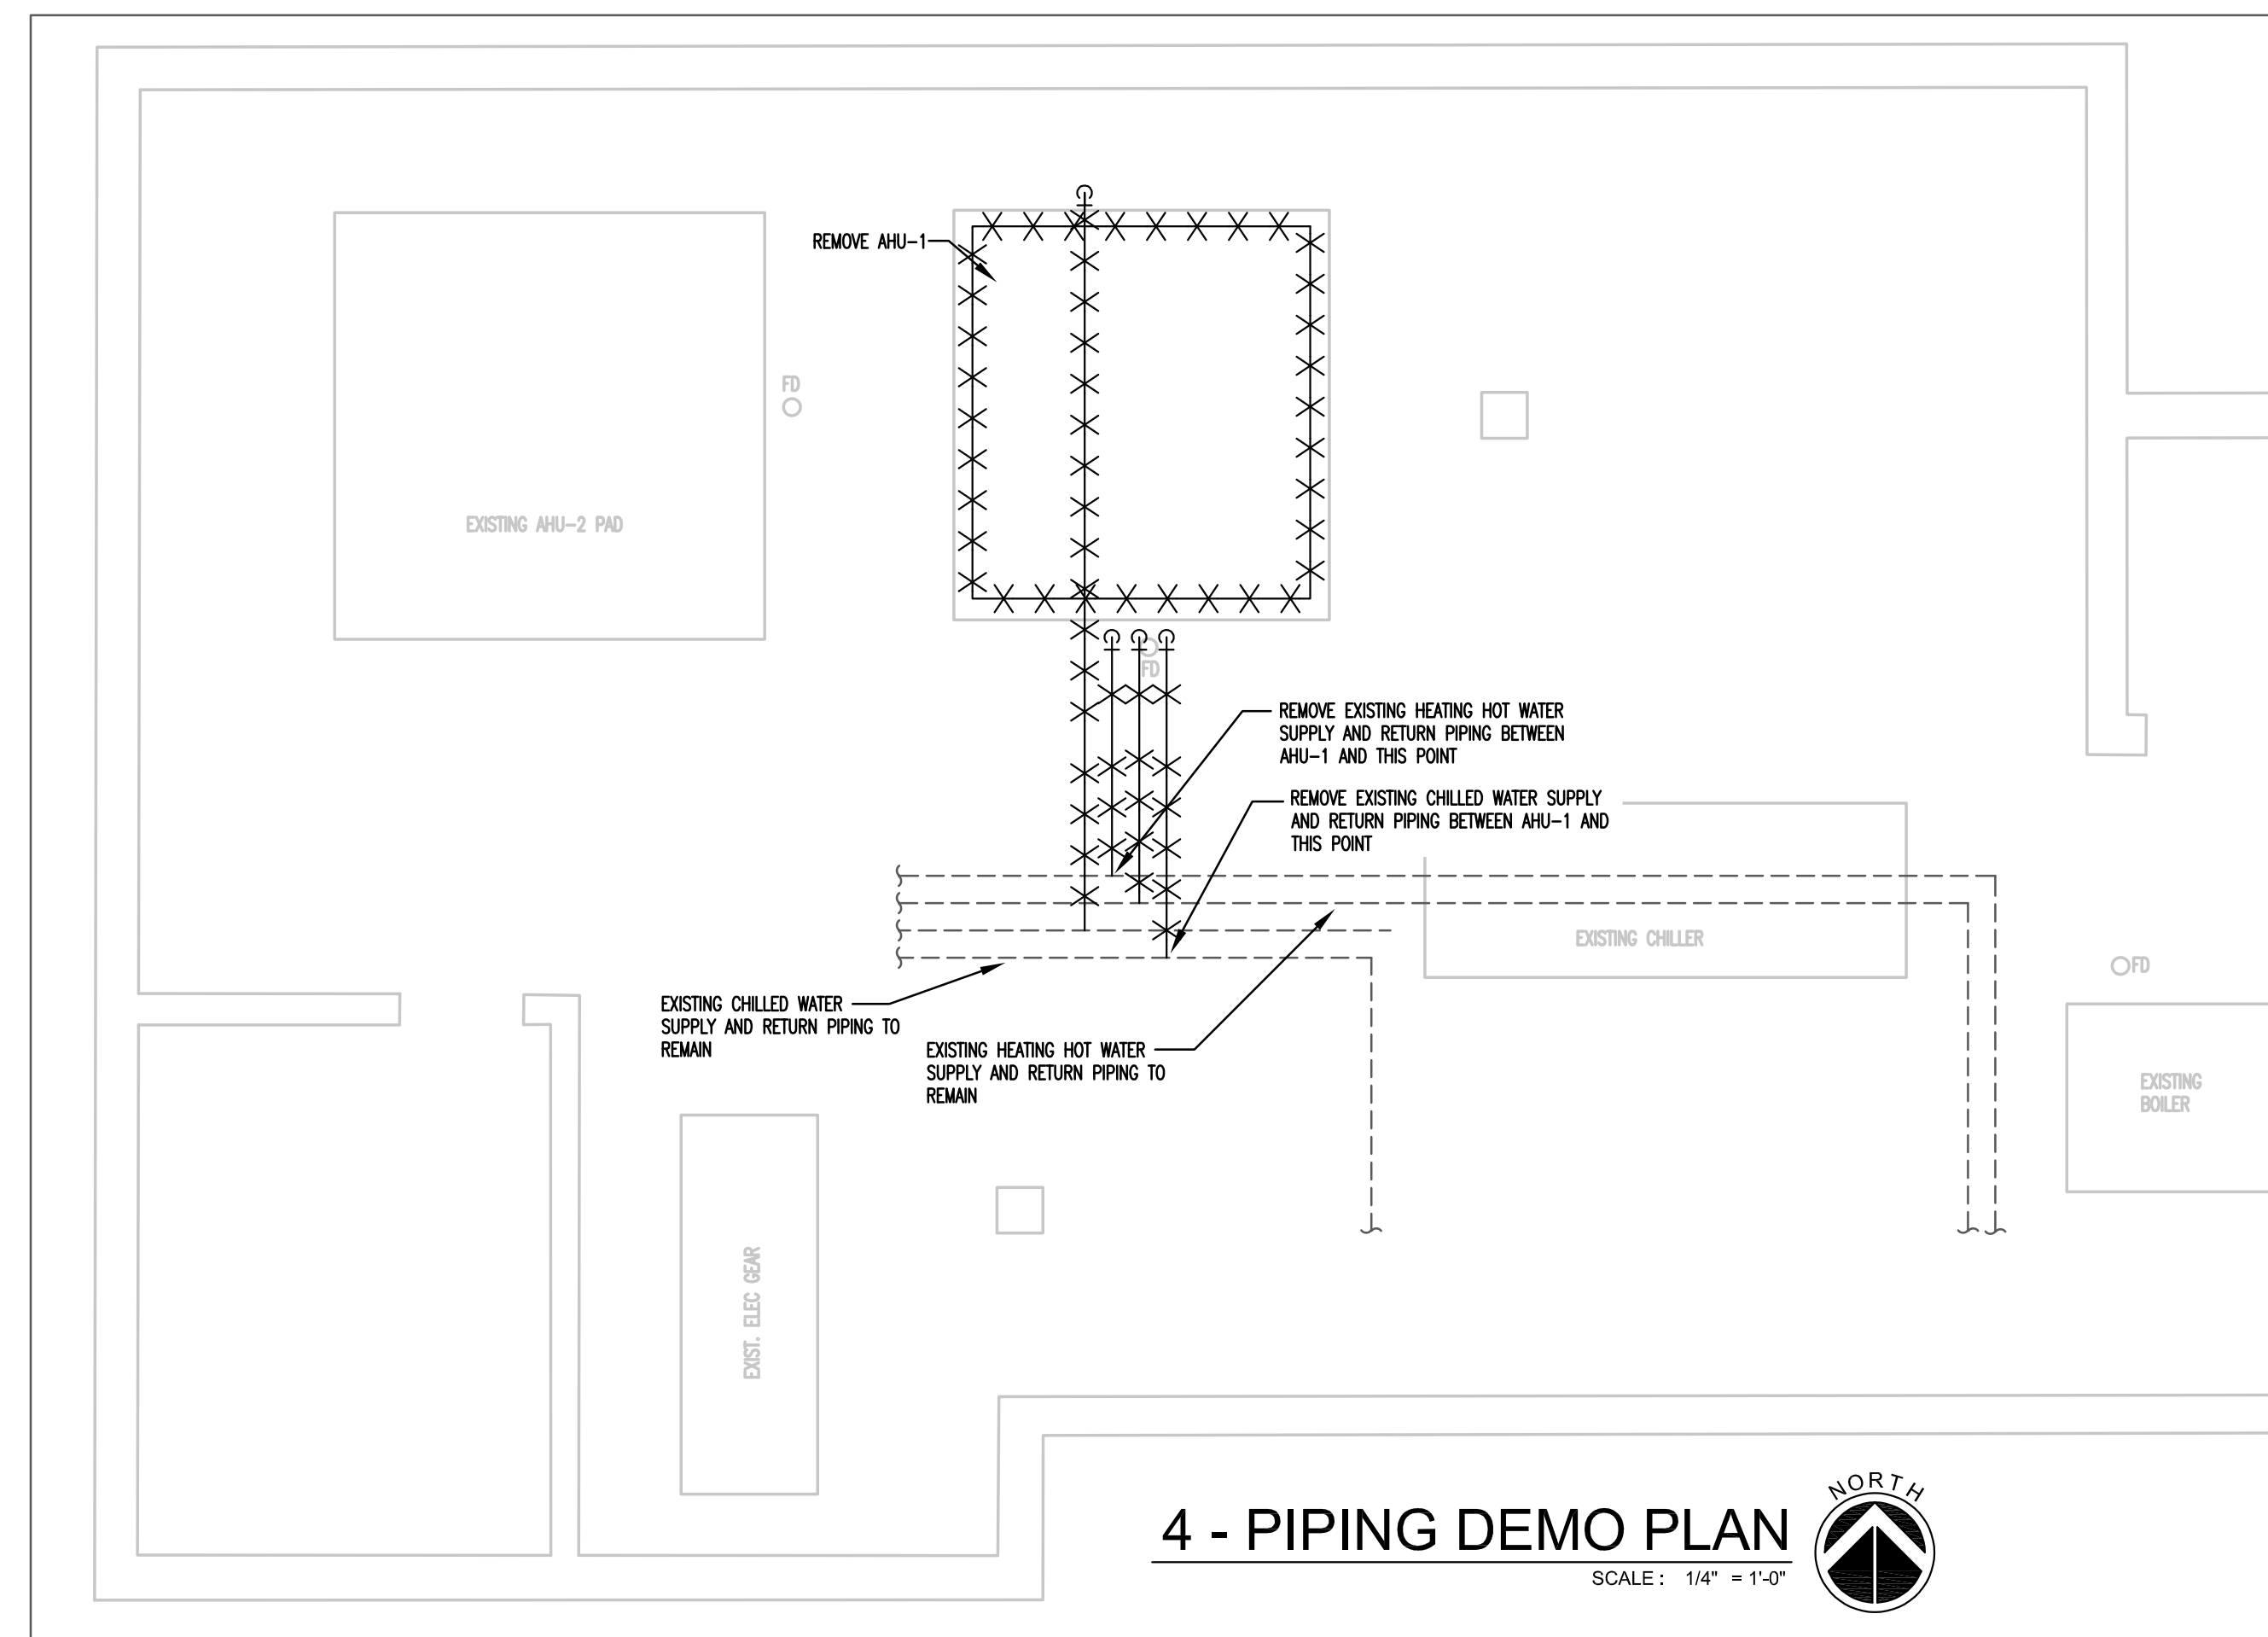 REMOVE AHU-1
FD
EXISTING AHU-2 PAD
FD
REMOVE EXISTING HEATING HOT WATER
SUPPLY AND RETURN PIPING BETWEEN
AHU-1 AND THIS POINT
REMOVE EXISTING CHILLED WATER SUPPLY
AND RETURN PIPING BETWEEN AHU-1 AND
THIS POINT
EXISTING CHILLER
FD
EXISTING CHILLED WATER
SUPPLY AND RETURN PIPING TO
REMAIN
EXISTING HEATING HOT WATER
SUPPLY AND RETURN PIPING TO
REMAIN
EXISTING
BOILER
EXIST. ELEC GEAR
NORTH
4 - PIPING DEMO PLAN
SCALE : 1/4" = 1'-0"